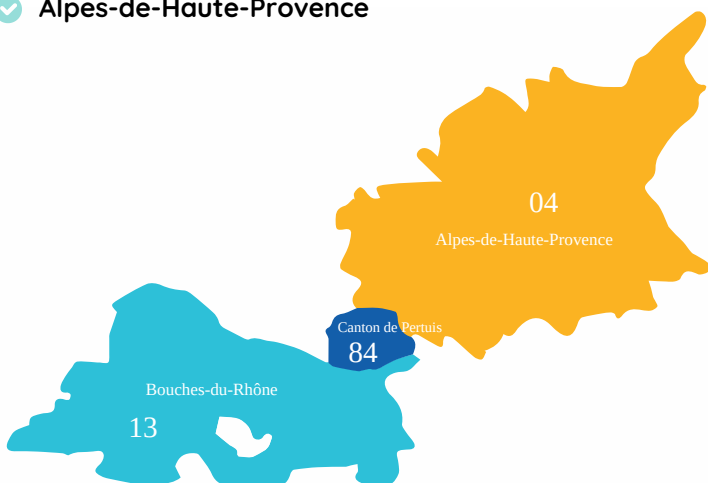 Alpes-de-Haute-Provence
04
Alpes-de-Haute-Provence
Canton de Pertuis
84
Bouches-du-Rhône
13